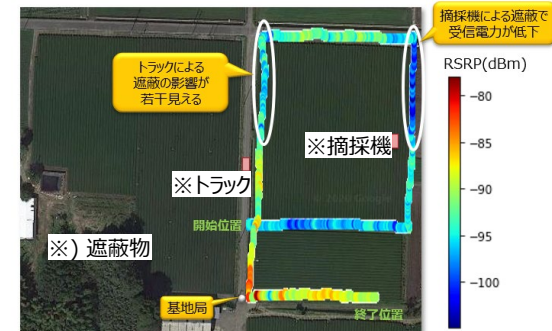 摘採機による遮蔽で
受信電力が低下
RSRP(dBm)
トラックによる
遮蔽の影響が
若干見える
−80
−85
※摘採機
※トラック
−90
© 2020 Google
開始位置
※) 遮蔽物
−95
−100
基地局
終了位置